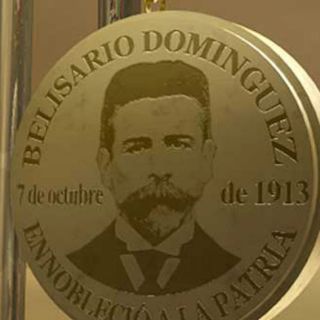 BELISARIO DOMINGUEZ
7 de octubre de 1913
ENNOBLECIÓ A LA PATRIA